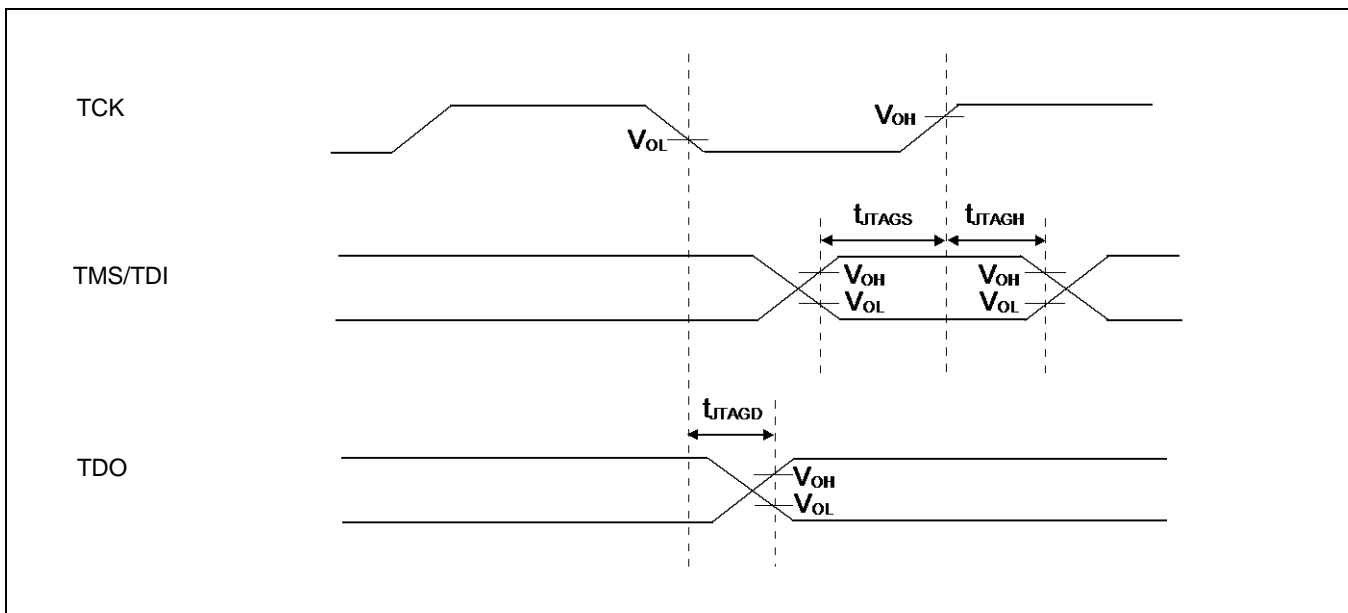 TCK
VOL
VOH
tJTAGS
tJTAGH
TMS/TDI
VOH
VOH
VOL
VOL
tJTAGD
TDO
VOH
VOL